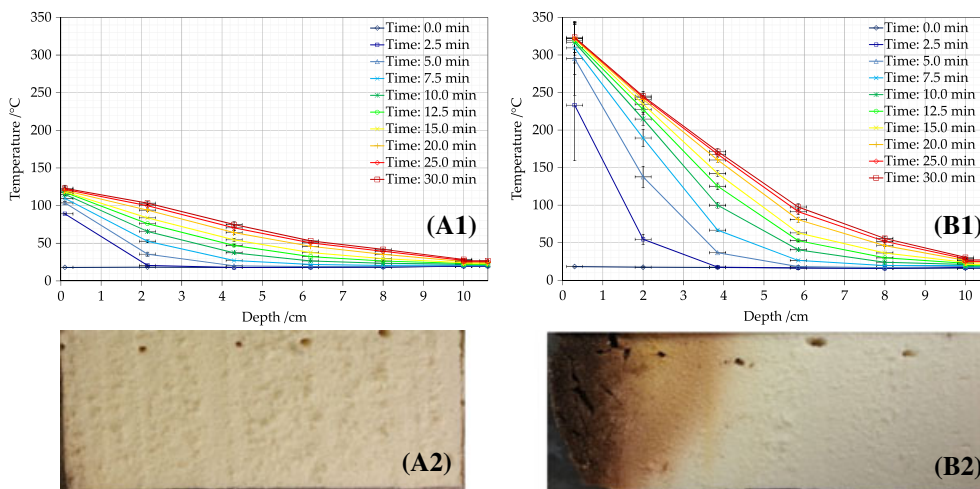 350
300
250
200
150
100
50
0
Temperature /°C
0 1 2 3 4 5 6 7 8 9 10
Depth /cm
Time: 0.0 min
Time: 2.5 min
Time: 5.0 min
Time: 7.5 min
Time: 10.0 min
Time: 12.5 min
Time: 15.0 min
Time: 20.0 min
Time: 25.0 min
Time: 30.0 min
(A1)
350
300
250
200
150
100
50
0
Temperature /°C
0 1 2 3 4 5 6 7 8 9 10
Depth /cm
Time: 0.0 min
Time: 2.5 min
Time: 5.0 min
Time: 7.5 min
Time: 10.0 min
Time: 12.5 min
Time: 15.0 min
Time: 20.0 min
Time: 25.0 min
Time: 30.0 min
(B1)
(A2)
(B2)